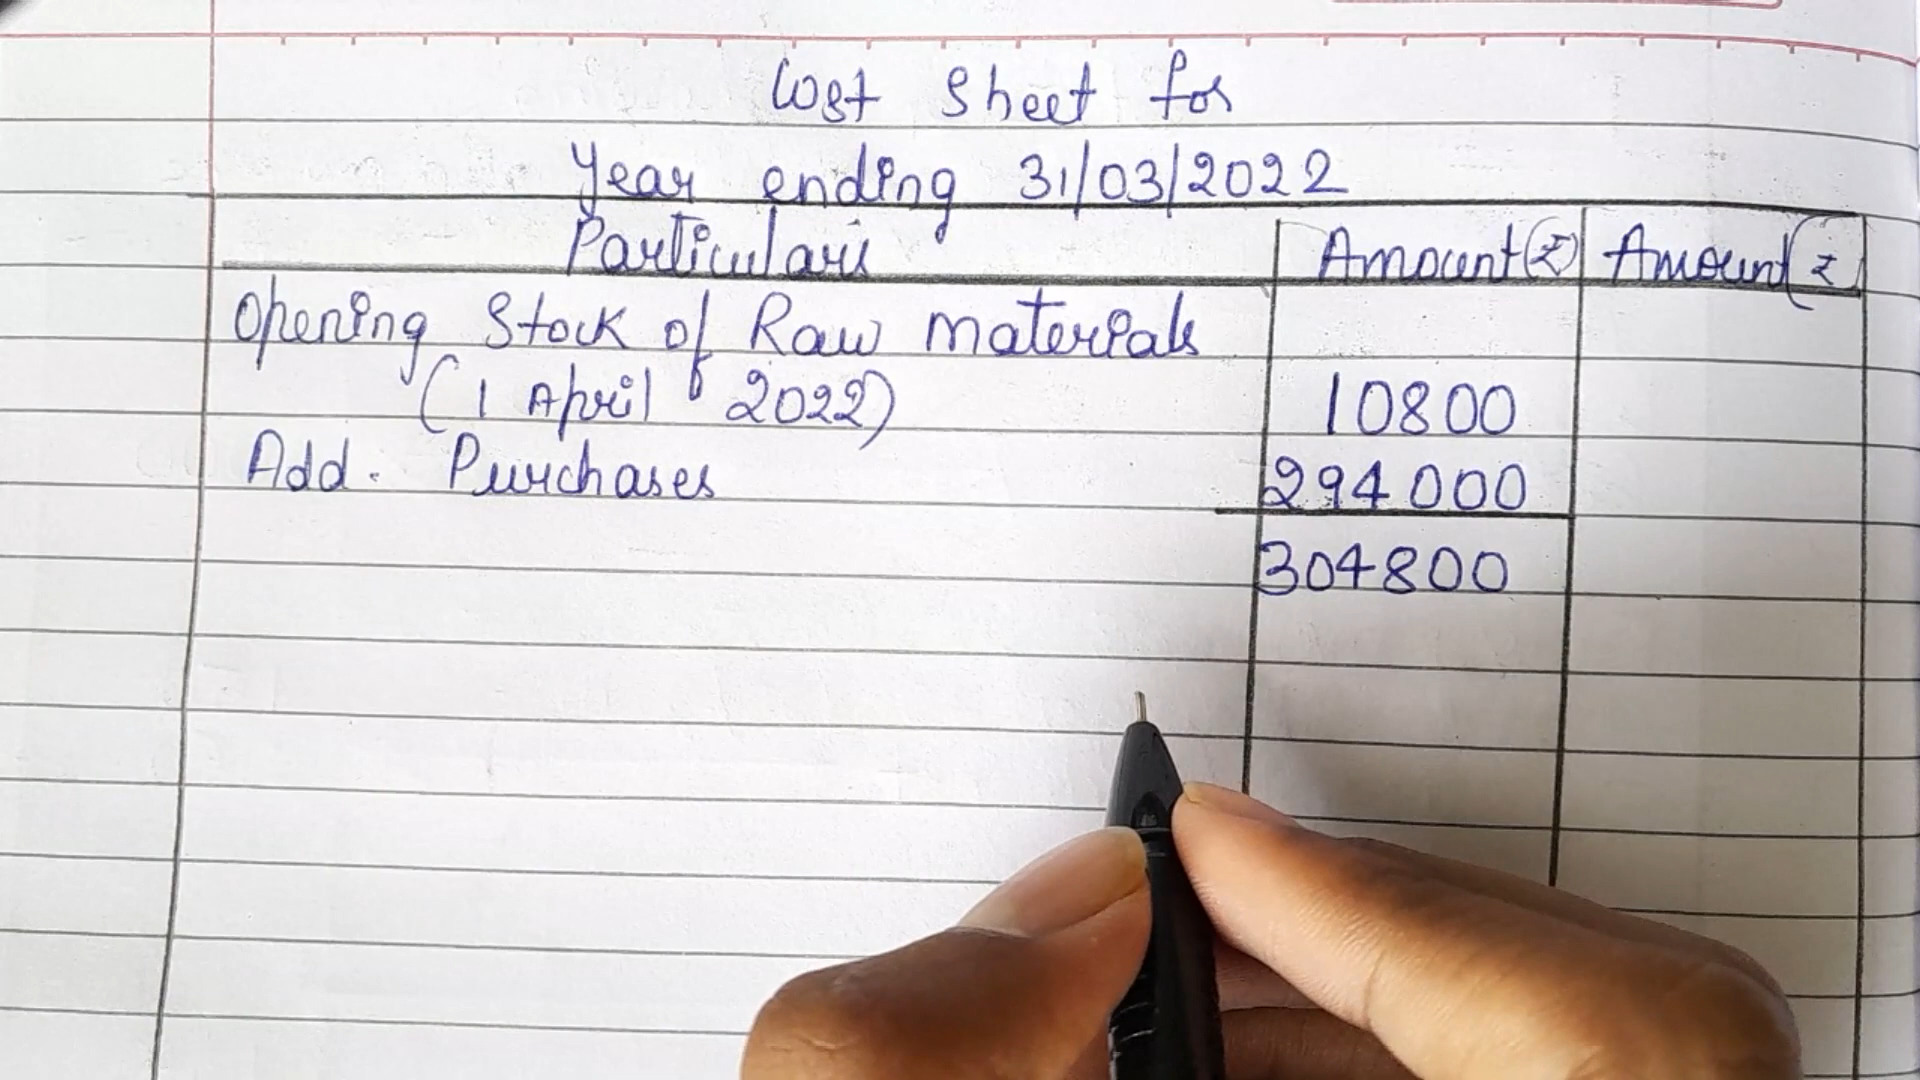 Cost Sheet for
Year ending 31/03/2022
Particulars Amount(₹) Amount(₹
Opening Stock of Raw Materials
(1 April 2022) 10800
Add. Purchases 294000
304800